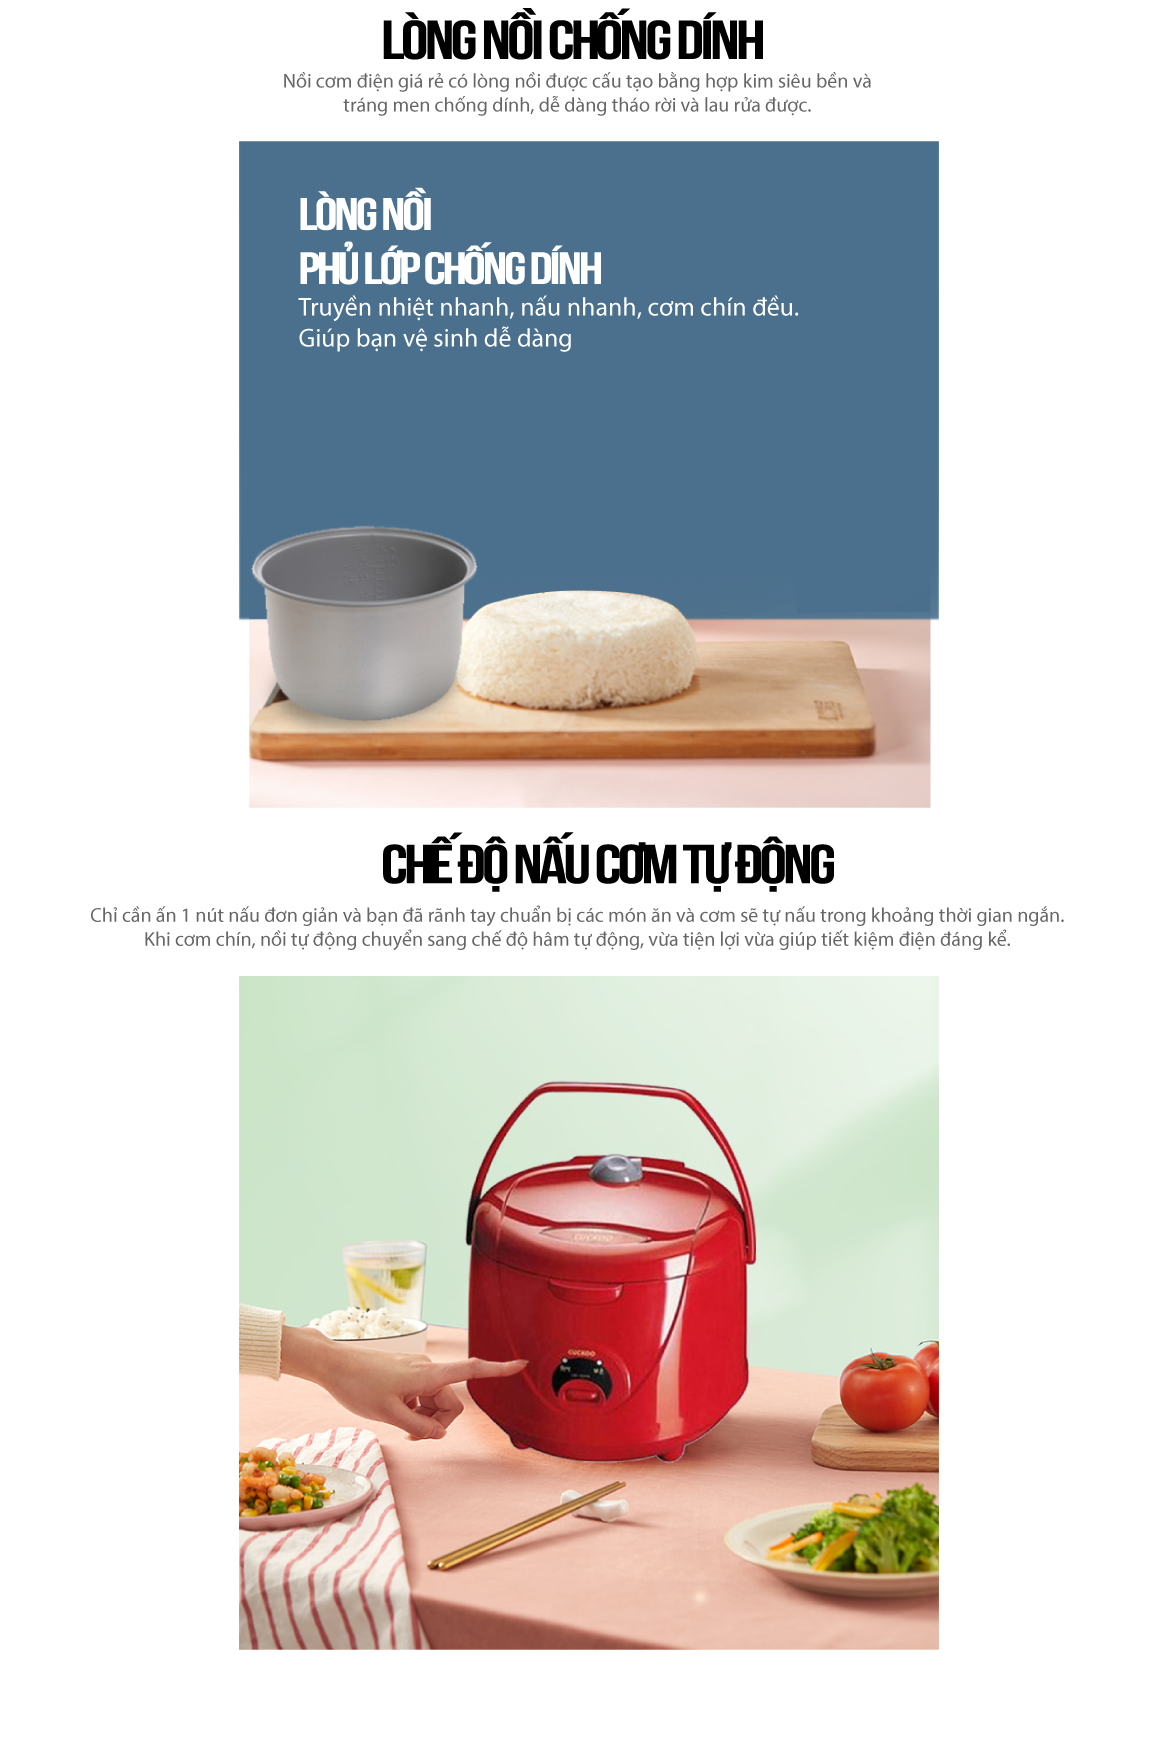 LÒNG NỒI CHỐNG DÍNH
Nồi cơm điện giá rẻ có lòng nồi được cấu tạo bằng hợp kim siêu bền và
tráng men chống dính, dễ dàng tháo rời và lau rửa được.
LÒNG NỒI
PHỦ LỚP CHỐNG DÍNH
Truyền nhiệt nhanh, nấu nhanh, cơm chín đều.
Giúp bạn vệ sinh dễ dàng
CHẾ ĐỘ NẤU CƠM TỰ ĐỘNG
Chỉ cần ấn 1 nút nấu đơn giản và bạn đã rãnh tay chuẩn bị các món ăn và cơm sẽ tự nấu trong khoảng thời gian ngắn.
Khi cơm chín, nồi tự động chuyển sang chế độ hâm tự động, vừa tiện lợi vừa giúp tiết kiệm điện đáng kể.
CUCKOO
CUCKOO